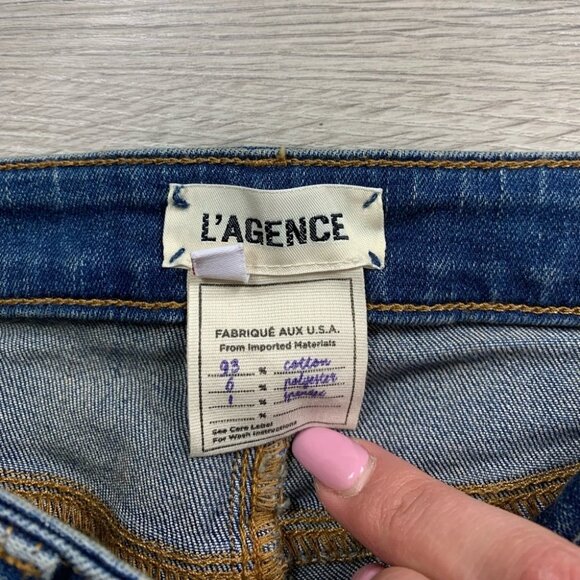 L'AGENCE
FABRIQUÉ AUX U.S.A.
From Imported Materials
93 % cotton
6 % polyester
1 % spandex
%
See Care Label
For Wash Instructions